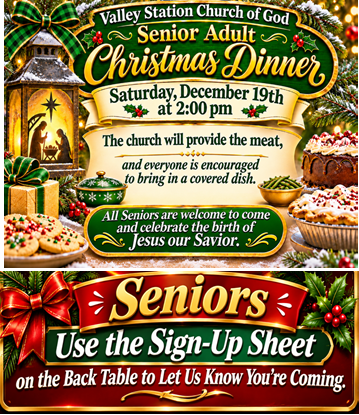 Valley Station Church of God
Senior Adult
Christmas Dinner
Saturday, December 19th
at 2:00 pm
The church will provide the meat,
and everyone is encouraged
to bring in a covered dish.
All Seniors are welcome to come
and celebrate the birth of
Jesus our Savior.
Seniors
Use the Sign-Up Sheet
on the Back Table to Let Us Know You're Coming.